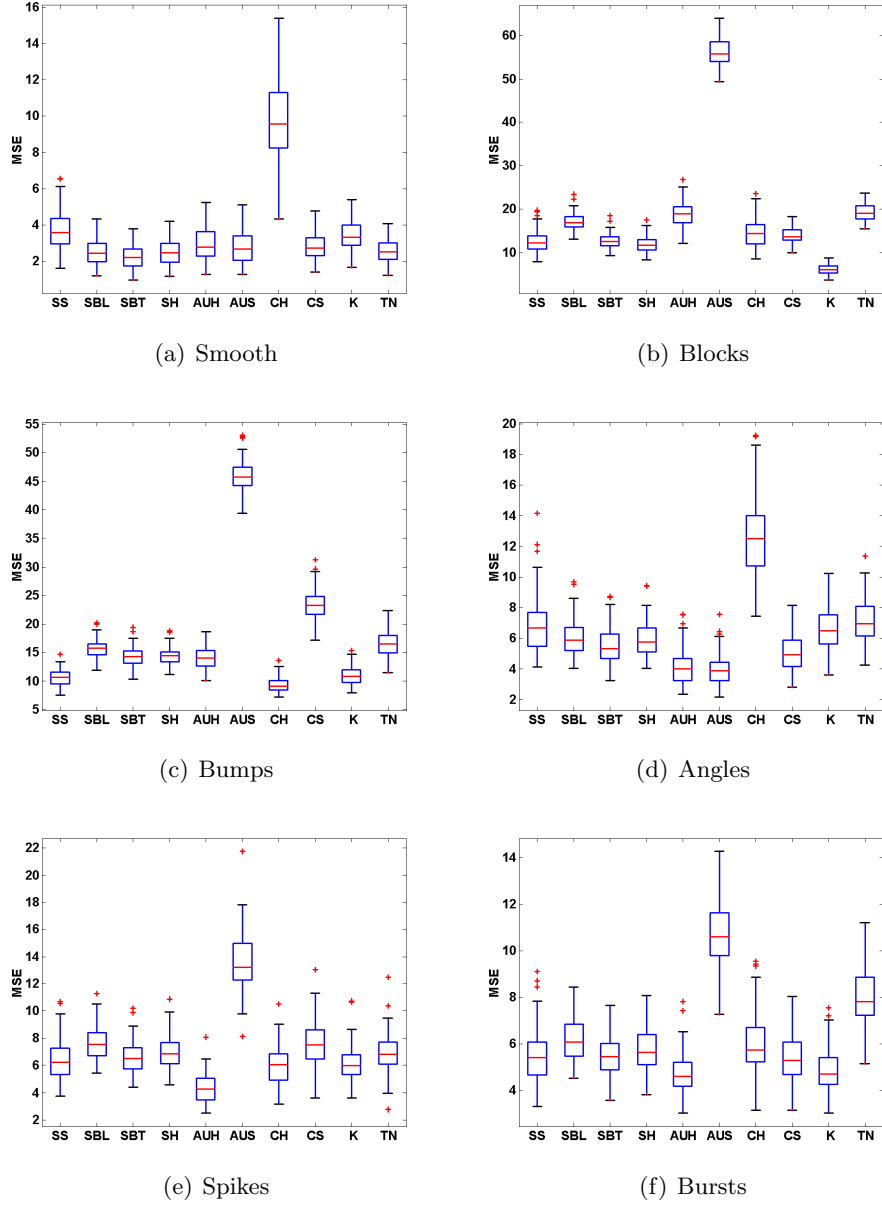 16
14
12
10
8
6
4
2
MSE
SS SBL SBT SH AUH AUS CH CS K TN
(a) Smooth
60
50
40
30
20
10
MSE
SS SBL SBT SH AUH AUS CH CS K TN
(b) Blocks
55
50
45
40
35
30
25
20
15
10
5
MSE
SS SBL SBT SH AUH AUS CH CS K TN
(c) Bumps
20
18
16
14
12
10
8
6
4
2
MSE
SS SBL SBT SH AUH AUS CH CS K TN
(d) Angles
22
20
18
16
14
12
10
8
6
4
2
MSE
SS SBL SBT SH AUH AUS CH CS K TN
(e) Spikes
14
12
10
8
6
4
MSE
SS SBL SBT SH AUH AUS CH CS K TN
(f) Bursts